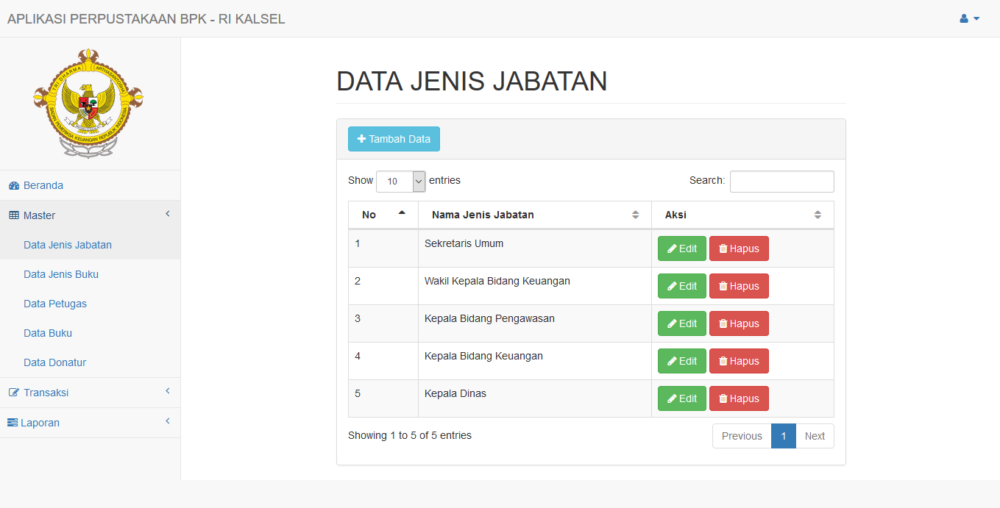 APLIKASI PERPUSTAKAAN BPK - RI KALSEL
TRI DHARMA ARTHASANTOSHA
BADAN PEMERIKSA KEUANGAN REPUBLIK INDONESIA
Beranda
Master
Data Jenis Jabatan
Data Jenis Buku
Data Petugas
Data Buku
Data Donatur
Transaksi
Laporan
DATA JENIS JABATAN
Tambah Data
Show 10 entries Search:
No Nama Jenis Jabatan Aksi
1 Sekretaris Umum Edit Hapus
2 Wakil Kepala Bidang Keuangan Edit Hapus
3 Kepala Bidang Pengawasan Edit Hapus
4 Kepala Bidang Keuangan Edit Hapus
5 Kepala Dinas Edit Hapus
Showing 1 to 5 of 5 entries Previous 1 Next